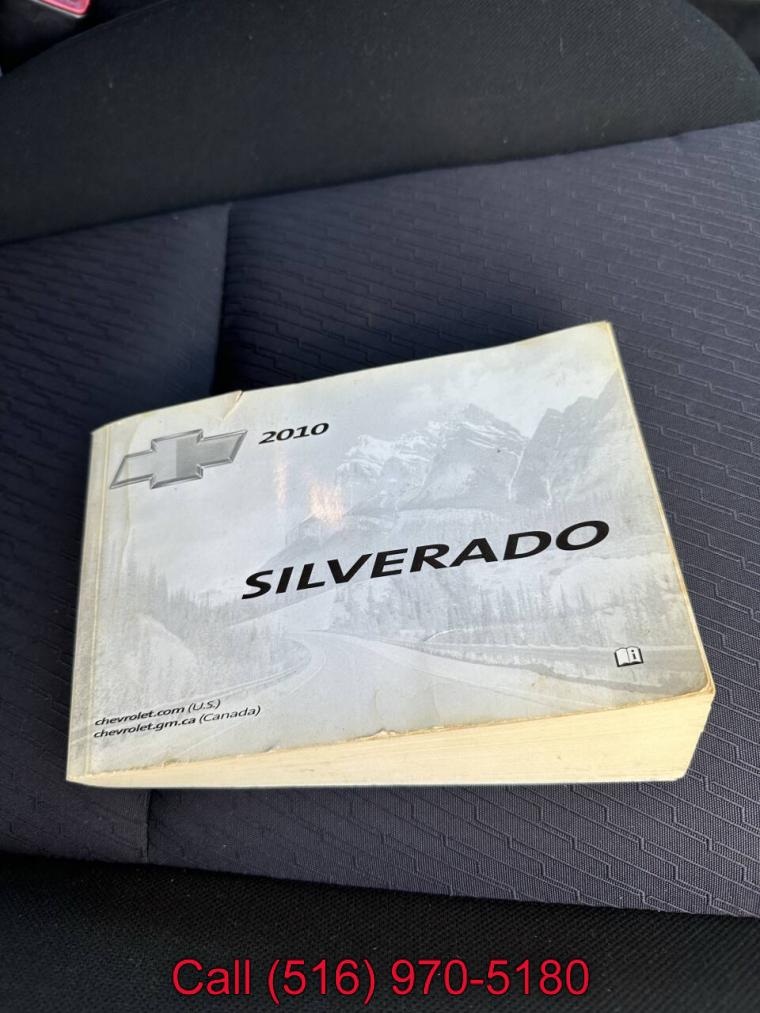 2010
SILVERADO
i
chevrolet.com (U.S.)
chevrolet.gm.ca (Canada)
Call (516) 970-5180